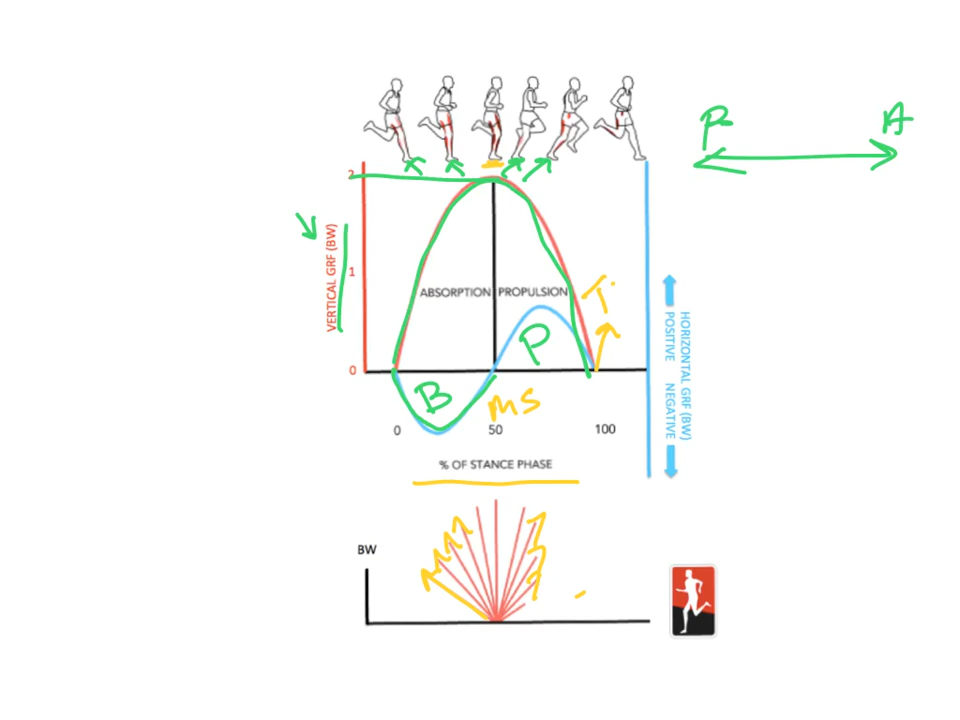 P A
2
VERTICAL GRF (BW)
1
ABSORPTION PROPULSION
T.
P
0
B
MS
POSITIVE NEGATIVE
HORIZONTAL GRF (BW)
0 50 100
% OF STANCE PHASE
BW